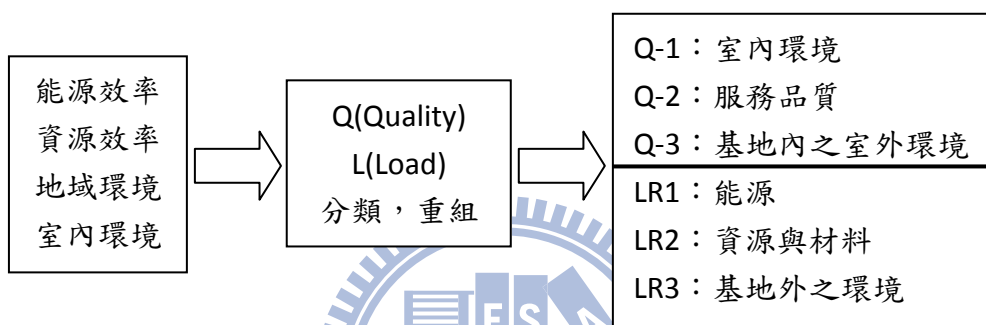 能源效率
資源效率
地域環境
室內環境
Q(Quality)
L(Load)
分類，重組
Q-1：室內環境
Q-2：服務品質
Q-3：基地內之室外環境
LR1：能源
LR2：資源與材料
LR3：基地外之環境
ES